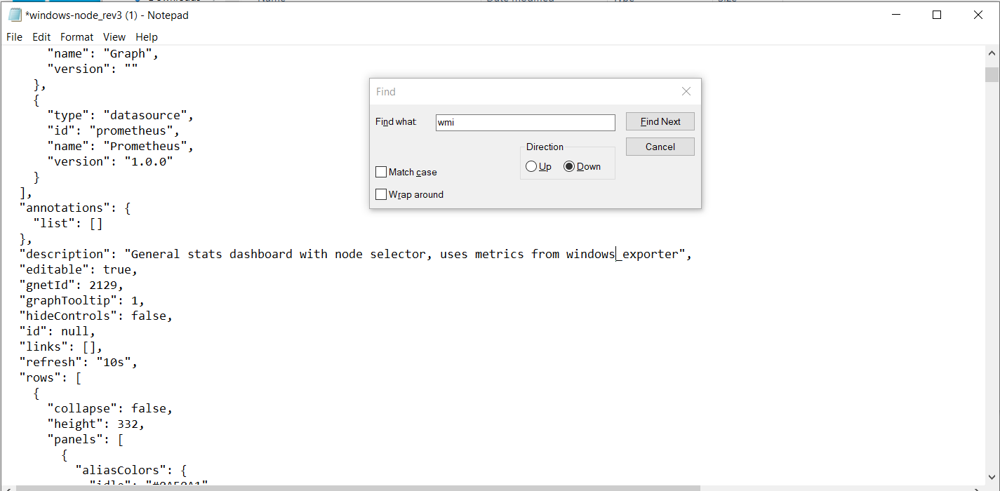 *windows-node_rev3 (1) - Notepad
File Edit Format View Help
"name": "Graph",
"version": ""
},
{
"type": "datasource",
"id": "prometheus",
"name": "Prometheus",
"version": "1.0.0"
}
],
"annotations": {
"list": []
},
"description": "General stats dashboard with node selector, uses metrics from windows_exporter",
"editable": true,
"gnetId": 2129,
"graphTooltip": 1,
"hideControls": false,
"id": null,
"links": [],
"refresh": "10s",
"rows": [
{
"collapse": false,
"height": 332,
"panels": [
{
"aliasColors": {
Find
Find what: wmi Find Next
Direction Cancel
Match case Up Down
Wrap around